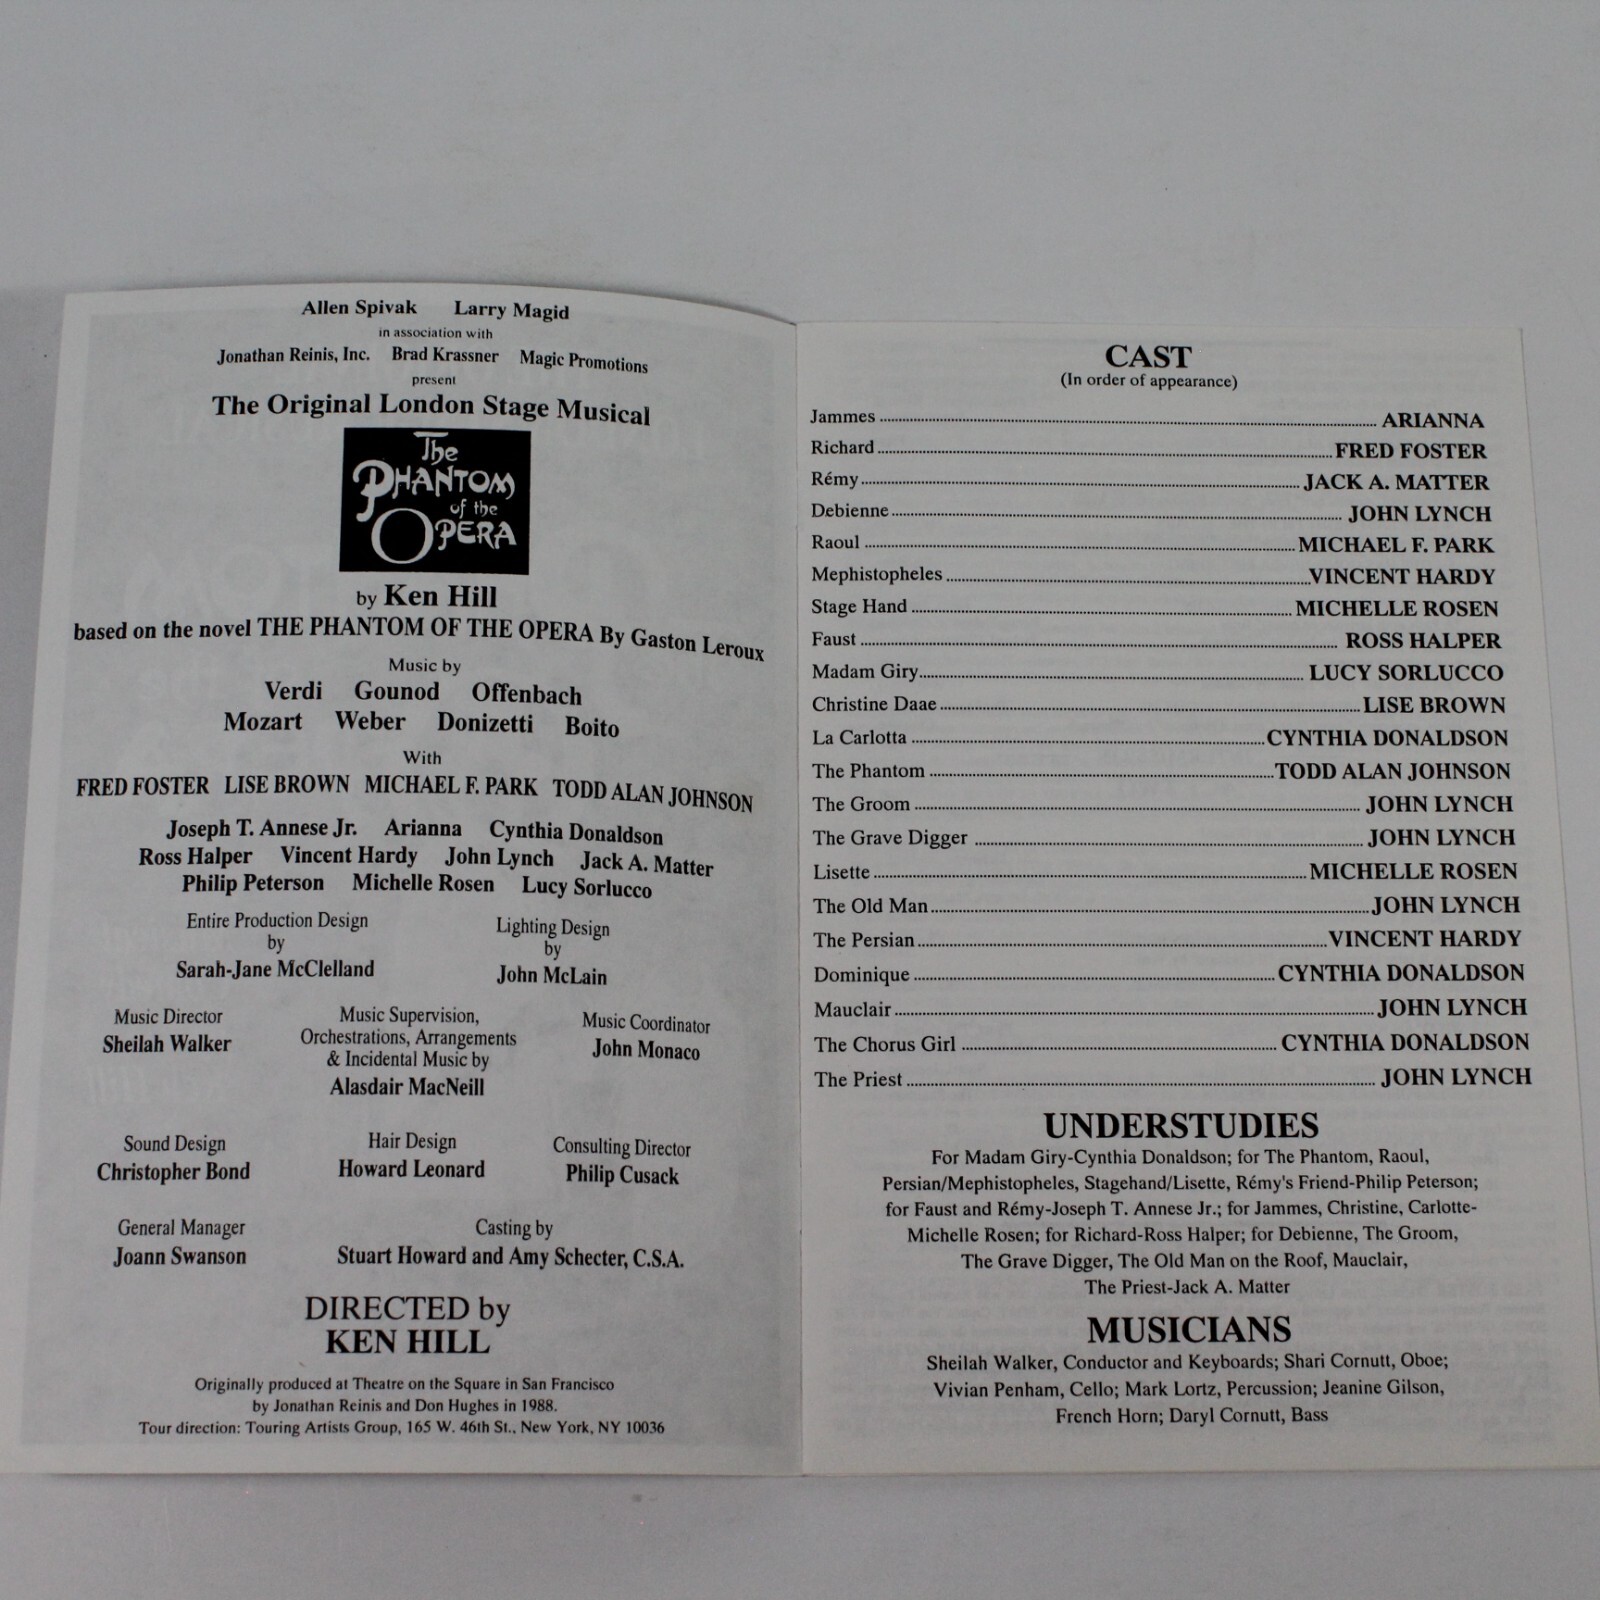 Allen Spivak Larry Magid
in association with
Jonathan Reinis, Inc. Brad Krassner Magic Promotions
present
The Original London Stage Musical
The
PHANTOM
of the
OPERA
by Ken Hill
based on the novel THE PHANTOM OF THE OPERA By Gaston Leroux
Music by
Verdi Gounod Offenbach
Mozart Weber Donizetti Boito
With
FRED FOSTER LISE BROWN MICHAEL F. PARK TODD ALAN JOHNSON
Joseph T. Annese Jr. Arianna Cynthia Donaldson
Ross Halper Vincent Hardy John Lynch Jack A. Matter
Philip Peterson Michelle Rosen Lucy Sorlucco
Entire Production Design
by
Sarah-Jane McClelland
Lighting Design
by
John McLain
Music Director
Sheilah Walker
Music Supervision,
Orchestrations, Arrangements
& Incidental Music by
Alasdair MacNeill
Music Coordinator
John Monaco
Sound Design
Christopher Bond
Hair Design
Howard Leonard
Consulting Director
Philip Cusack
General Manager
Joann Swanson
Casting by
Stuart Howard and Amy Schecter, C.S.A.
DIRECTED by
KEN HILL
Originally produced at Theatre on the Square in San Francisco
by Jonathan Reinis and Don Hughes in 1988.
Tour direction: Touring Artists Group, 165 W. 46th St., New York, NY 10036
CAST
(In order of appearance)
Jammes ........ ARIANNA
Richard ........ FRED FOSTER
Rémy ........ JACK A. MATTER
Debienne ........ JOHN LYNCH
Raoul ........ MICHAEL F. PARK
Mephistopheles ........ VINCENT HARDY
Stage Hand ........ MICHELLE ROSEN
Faust ........ ROSS HALPER
Madam Giry ........ LUCY SORLUCCO
Christine Daae ........ LISE BROWN
La Carlotta ........ CYNTHIA DONALDSON
The Phantom ........ TODD ALAN JOHNSON
The Groom ........ JOHN LYNCH
The Grave Digger ........ JOHN LYNCH
Lisette ........ MICHELLE ROSEN
The Old Man ........ JOHN LYNCH
The Persian ........ VINCENT HARDY
Dominique ........ CYNTHIA DONALDSON
Mauclair ........ JOHN LYNCH
The Chorus Girl ........ CYNTHIA DONALDSON
The Priest ........ JOHN LYNCH
UNDERSTUDIES
For Madam Giry-Cynthia Donaldson; for The Phantom, Raoul,
Persian/Mephistopheles, Stagehand/Lisette, Rémy's Friend-Philip Peterson;
for Faust and Rémy-Joseph T. Annese Jr.; for Jammes, Christine, Carlotte-
Michelle Rosen; for Richard-Ross Halper; for Debienne, The Groom,
The Grave Digger, The Old Man on the Roof, Mauclair,
The Priest-Jack A. Matter
MUSICIANS
Sheilah Walker, Conductor and Keyboards; Shari Cornutt, Oboe;
Vivian Penham, Cello; Mark Lortz, Percussion; Jeanine Gilson,
French Horn; Daryl Cornutt, Bass